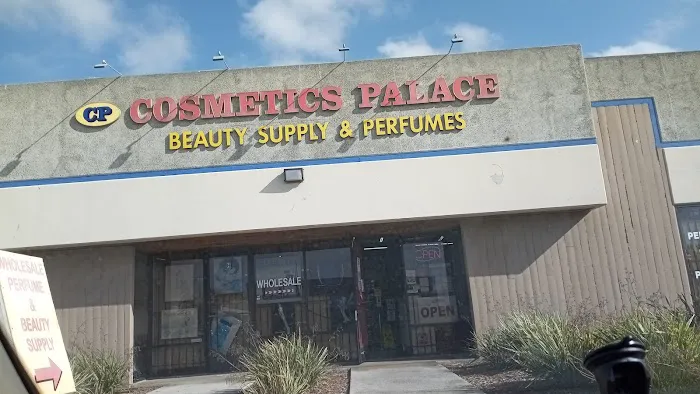 CP
COSMETICS PALACE
BEAUTY SUPPLY & PERFUMES
WHOLESALE
OPEN
OPEN
WHOLESALE
PERFUME
&
BEAUTY
SUPPLY